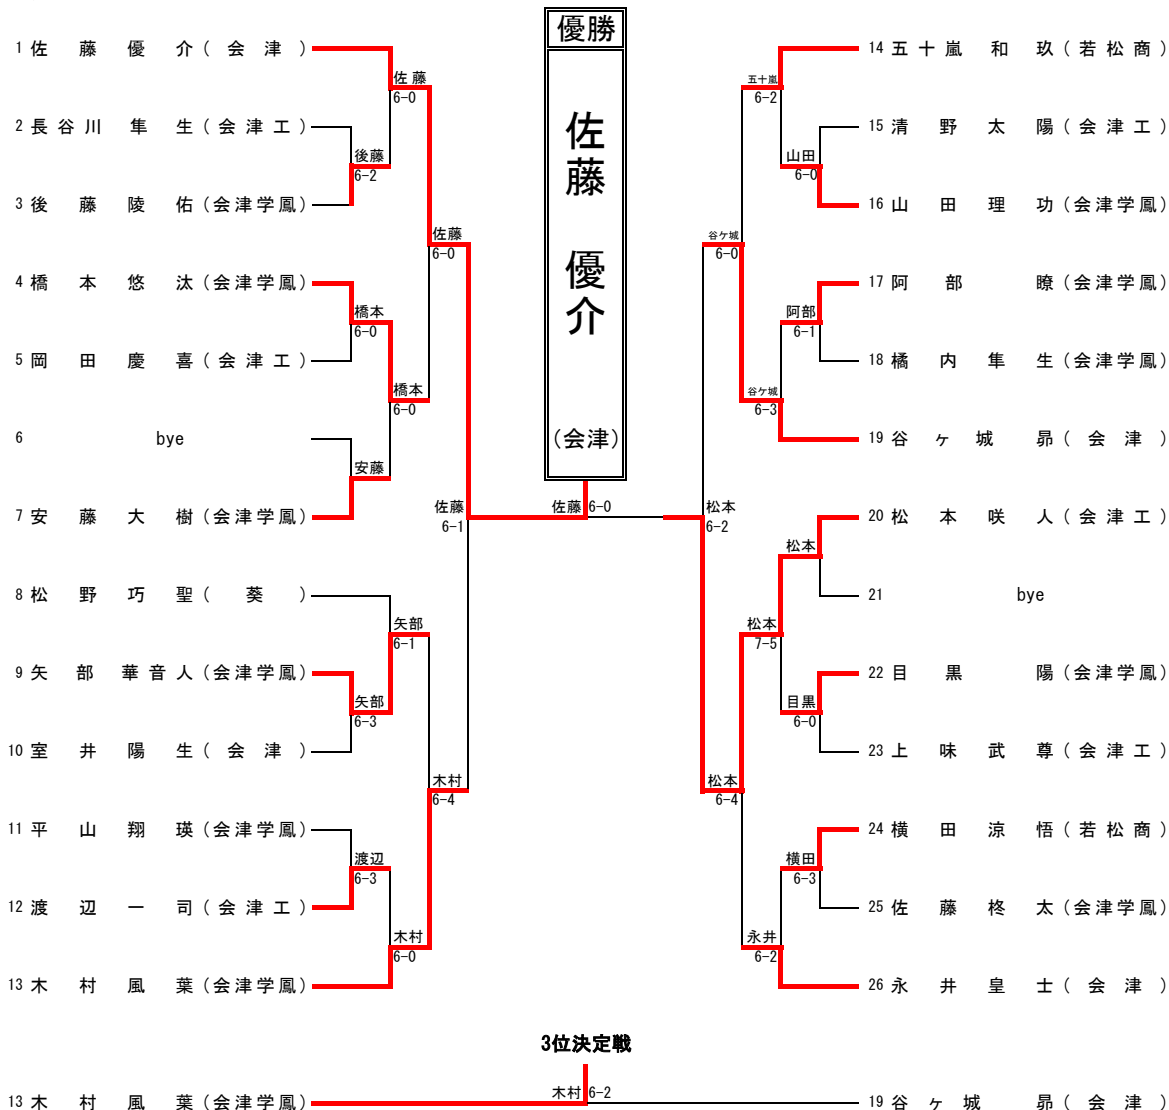 優勝
佐藤 優介
(会津)
1 佐藤優介(会津)
2 長谷川隼生(会津工)
3 後藤陵佑(会津学鳳)
4 橋本悠汰(会津学鳳)
5 岡田慶喜(会津工)
6 bye
7 安藤大樹(会津学鳳)
8 松野巧聖(葵)
9 矢部華音人(会津学鳳)
10 室井陽生(会津)
11 平山翔瑛(会津学鳳)
12 渡辺一司(会津工)
13 木村風葉(会津学鳳)
佐藤
6-0
後藤
6-2
佐藤
6-0
橋本
6-0
橋本
6-0
安藤
佐藤
6-1
矢部
6-1
矢部
6-3
木村
6-4
渡辺
6-3
木村
6-0
佐藤 6-0
14 五十嵐和玖(若松商)
15 清野太陽(会津工)
16 山田理功(会津学鳳)
17 阿部瞭(会津学鳳)
18 橘内隼生(会津学鳳)
19 谷ヶ城昴(会津)
20 松本咲人(会津工)
21 bye
22 目黒陽(会津学鳳)
23 上味武尊(会津工)
24 横田涼悟(若松商)
25 佐藤柊太(会津学鳳)
26 永井皇士(会津)
五十嵐
6-2
山田
6-0
谷ケ城
6-0
阿部
6-1
谷ケ城
6-3
松本
6-2
松本
松本
7-5
目黒
6-0
松本
6-4
横田
6-3
永井
6-2
3位決定戦
13 木村風葉(会津学鳳)
木村 6-2
19 谷ヶ城昴(会津)